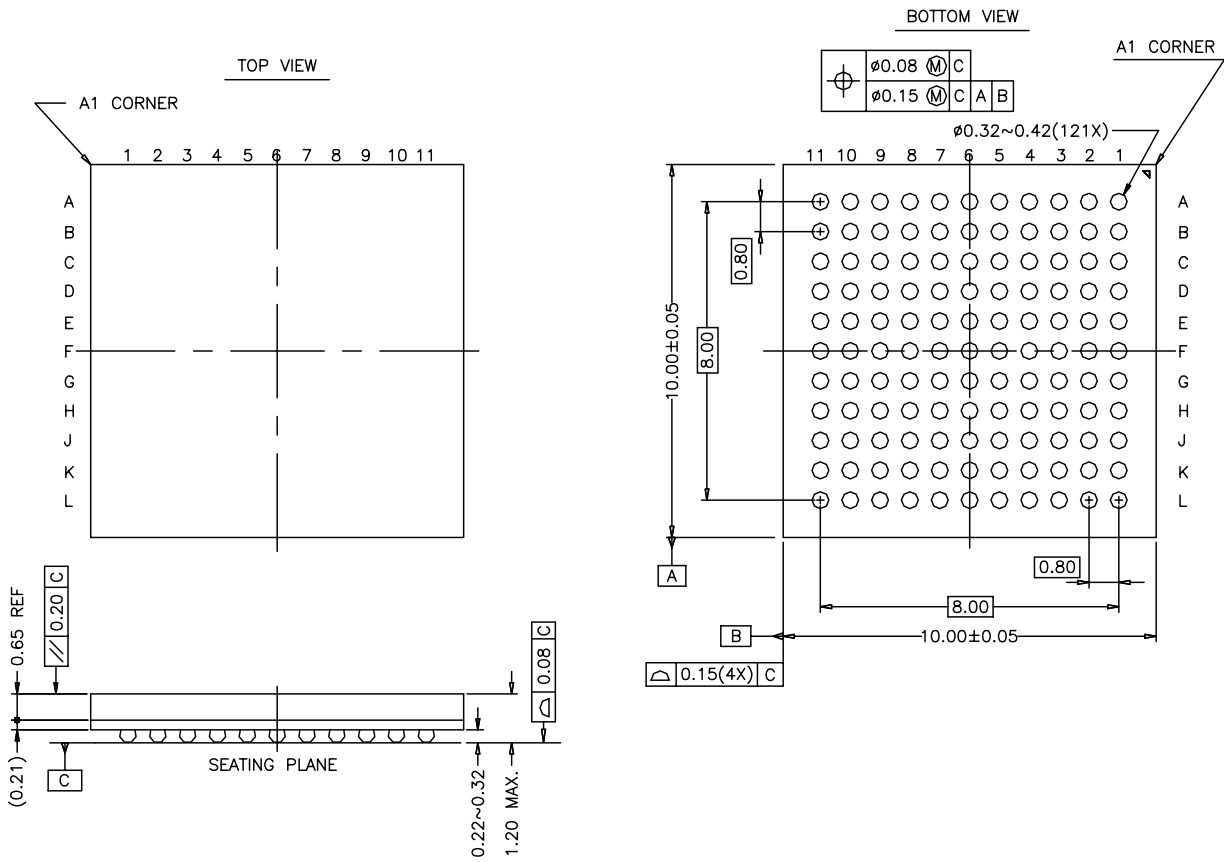 TOP VIEW
A1 CORNER
1 2 3 4 5 6 7 8 9 10 11
A
B
C
D
E
F
G
H
J
K
L
BOTTOM VIEW
A1 CORNER
⌀0.08 Ⓜ C
⌀0.15 Ⓜ C A B
⌀0.32~0.42(121X)
11 10 9 8 7 6 5 4 3 2 1
A
B
C
D
E
F
G
H
J
K
L
0.80
8.00
10.00±0.05
A
0.80
8.00
B
10.00±0.05
0.15(4X) C
0.65 REF
// 0.20 C
(0.21)
C
SEATING PLANE
0.22~0.32
1.20 MAX.
0.08 C